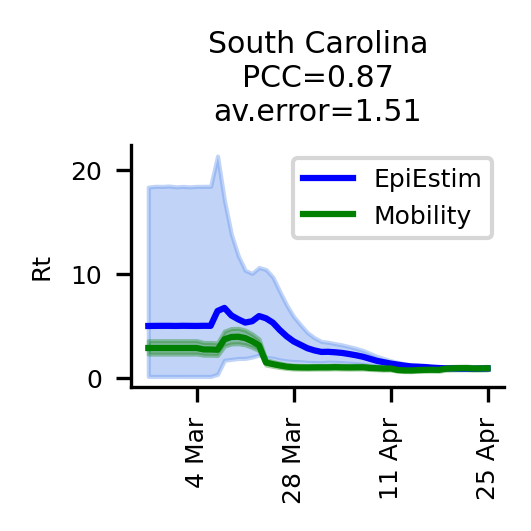 South Carolina
PCC=0.87
av.error=1.51
EpiEstim
Mobility
Rt
20
10
0
4 Mar
28 Mar
11 Apr
25 Apr